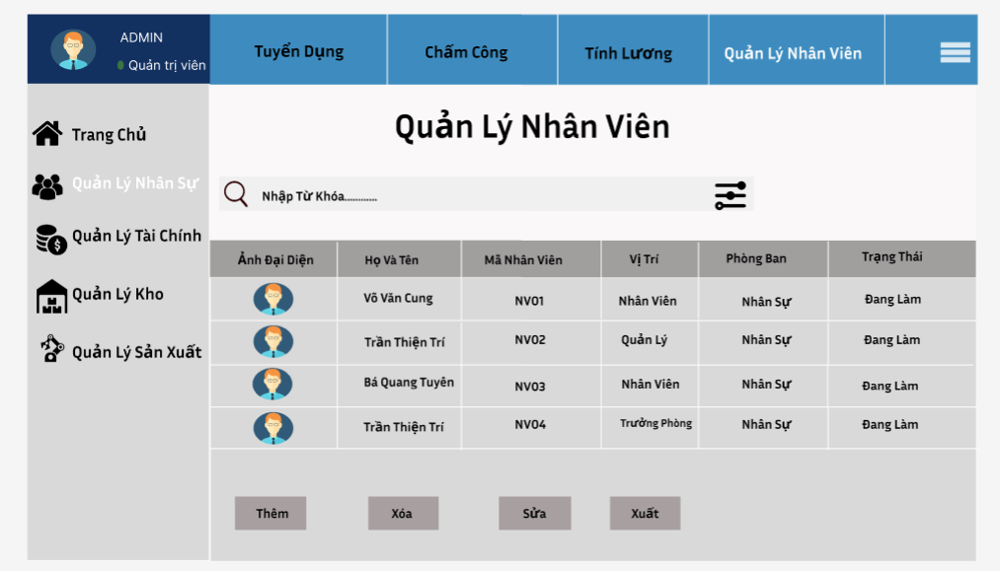 ADMIN
Quản trị viên
Tuyển Dụng
Chấm Công
Tính Lương
Quản Lý Nhân Viên
Trang Chủ
Quản Lý Nhân Sự
Quản Lý Tài Chính
Quản Lý Kho
Quản Lý Sản Xuất
Quản Lý Nhân Viên
Nhập Từ Khóa............
Ảnh Đại Diện Họ Và Tên Mã Nhân Viên Vị Trí Phòng Ban Trạng Thái
Võ Văn Cung NV01 Nhân Viên Nhân Sự Đang Làm
Trần Thiện Trí NV02 Quản Lý Nhân Sự Đang Làm
Bá Quang Tuyên NV03 Nhân Viên Nhân Sự Đang Làm
Trần Thiện Trí NV04 Trưởng Phòng Nhân Sự Đang Làm
Thêm
Xóa
Sửa
Xuất